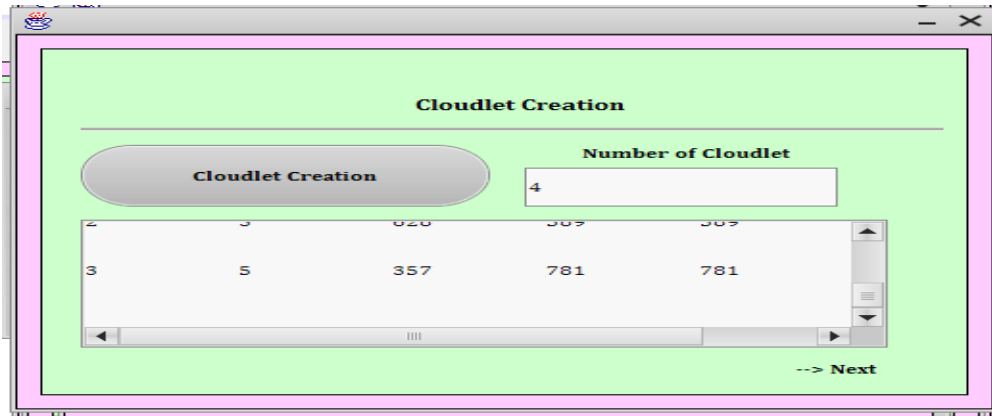 Cloudlet Creation
Number of Cloudlet
Cloudlet Creation
4
3 5 357 781 781
--> Next